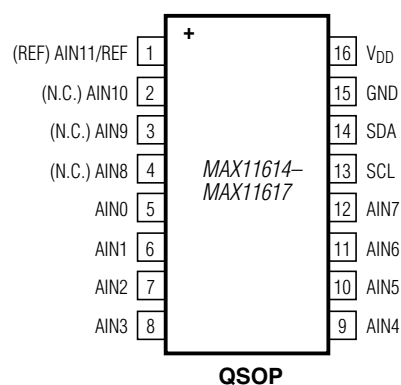 +
(REF) AIN11/REF 1 16 VDD
(N.C.) AIN10 2 15 GND
(N.C.) AIN9 3 14 SDA
(N.C.) AIN8 4 MAX11614– 13 SCL
MAX11617
AIN0 5 12 AIN7
AIN1 6 11 AIN6
AIN2 7 10 AIN5
AIN3 8 9 AIN4
QSOP